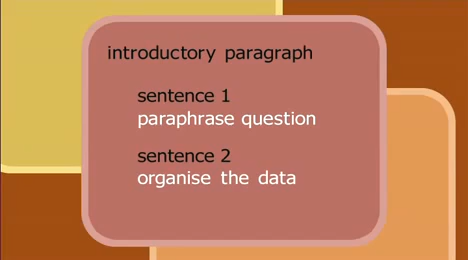 introductory paragraph
sentence 1
paraphrase question
sentence 2
organise the data